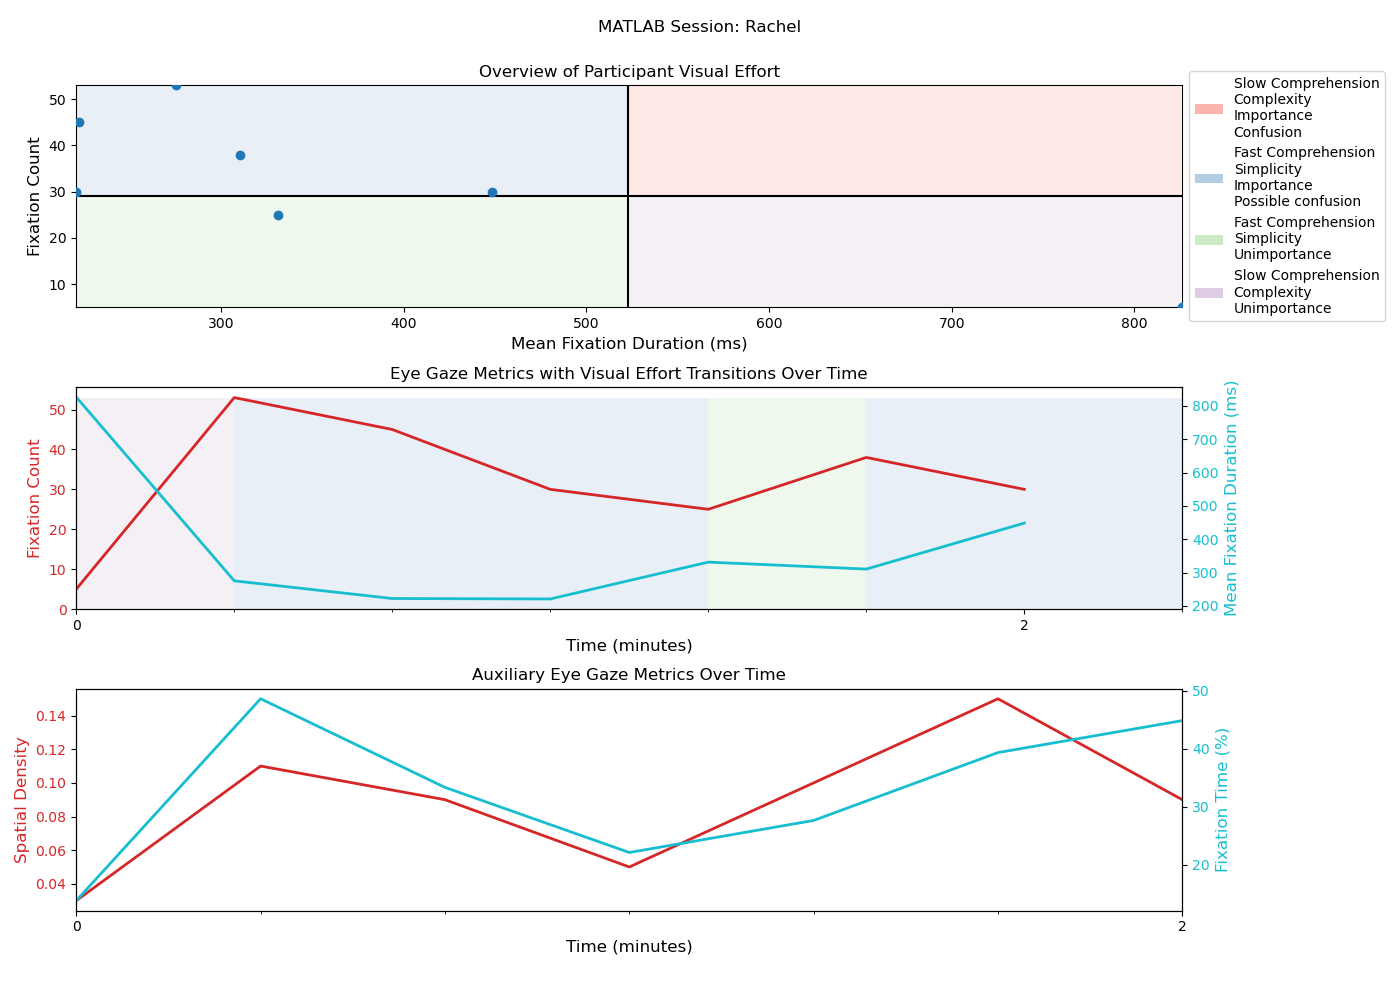 MATLAB Session: Rachel
Overview of Participant Visual Effort
Fixation Count
50
40
30
20
10
300 400 500 600 700 800
Mean Fixation Duration (ms)
Slow Comprehension
Complexity
Importance
Confusion
Fast Comprehension
Simplicity
Importance
Possible confusion
Fast Comprehension
Simplicity
Unimportance
Slow Comprehension
Complexity
Unimportance
Eye Gaze Metrics with Visual Effort Transitions Over Time
Fixation Count
50
40
30
20
10
0
0 2
Time (minutes)
800
700
600
500
400
300
200
Mean Fixation Duration (ms)
Auxiliary Eye Gaze Metrics Over Time
Spatial Density
0.14
0.12
0.10
0.08
0.06
0.04
0 2
Time (minutes)
50
40
30
20
Fixation Time (%)